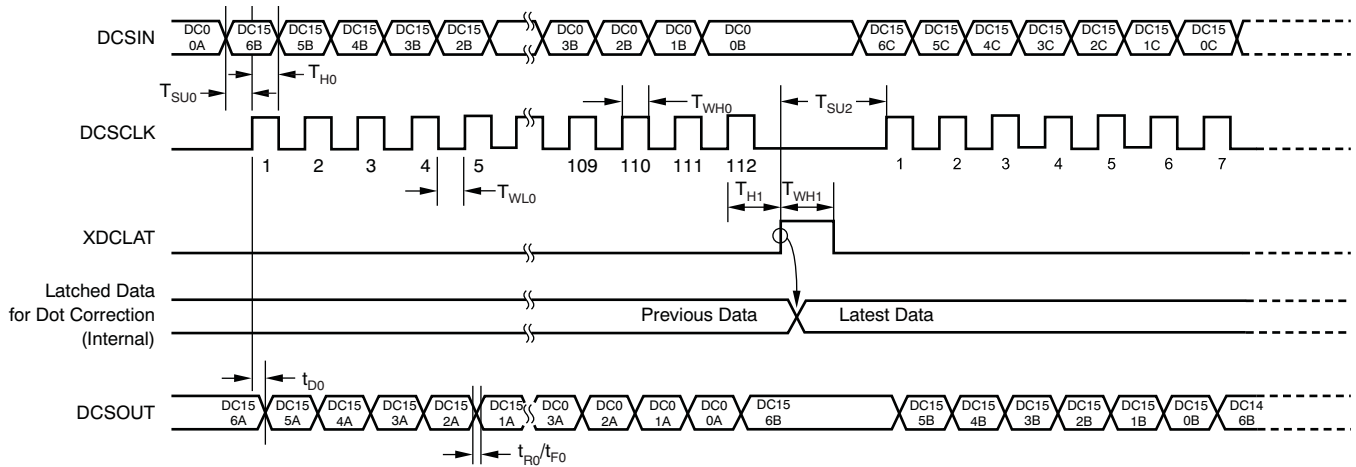 DCSIN
DC0 DC15 DC15 DC15 DC15 DC15 DC0 DC0 DC0 DC0 DC15 DC15 DC15 DC15 DC15 DC15 DC15
0A 6B 5B 4B 3B 2B 3B 2B 1B 0B 6C 5C 4C 3C 2C 1C 0C
TH0
TSU0
TWH0
TSU2
DCSCLK
1 2 3 4 5 109 110 111 112 1 2 3 4 5 6 7
TWL0
TH1
TWH1
XDCLAT
Latched Data
for Dot Correction
(Internal)
Previous Data
Latest Data
tD0
DCSOUT
DC15 DC15 DC15 DC15 DC15 DC15 DC0 DC0 DC0 DC0 DC15 DC15 DC15 DC15 DC15 DC15 DC15 DC14
6A 5A 4A 3A 2A 1A 3A 2A 1A 0A 6B 5B 4B 3B 2B 1B 0B 6B
tR0/tF0